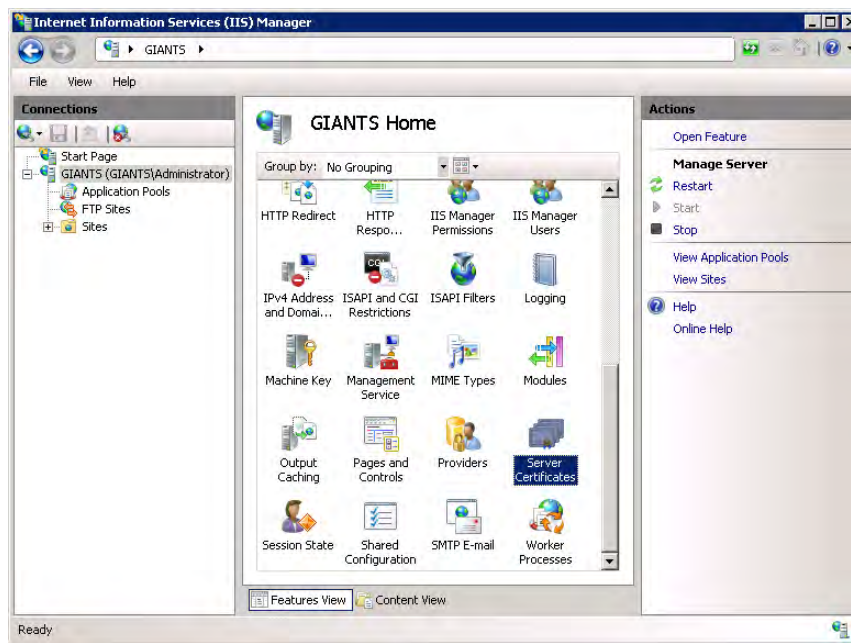 Internet Information Services (IIS) Manager
GIANTS
File View Help
Connections
Start Page
GIANTS (GIANTS\Administrator)
Application Pools
FTP Sites
Sites
GIANTS Home
Group by: No Grouping
HTTP Redirect
HTTP Respo...
IIS Manager Permissions
IIS Manager Users
IPv4 Address and Domai...
ISAPI and CGI Restrictions
ISAPI Filters
Logging
Machine Key
Management Service
MIME Types
Modules
Output Caching
Pages and Controls
Providers
Server Certificates
Session State
Shared Configuration
SMTP E-mail
Worker Processes
Features View
Content View
Actions
Open Feature
Manage Server
Restart
Start
Stop
View Application Pools
View Sites
Help
Online Help
Ready